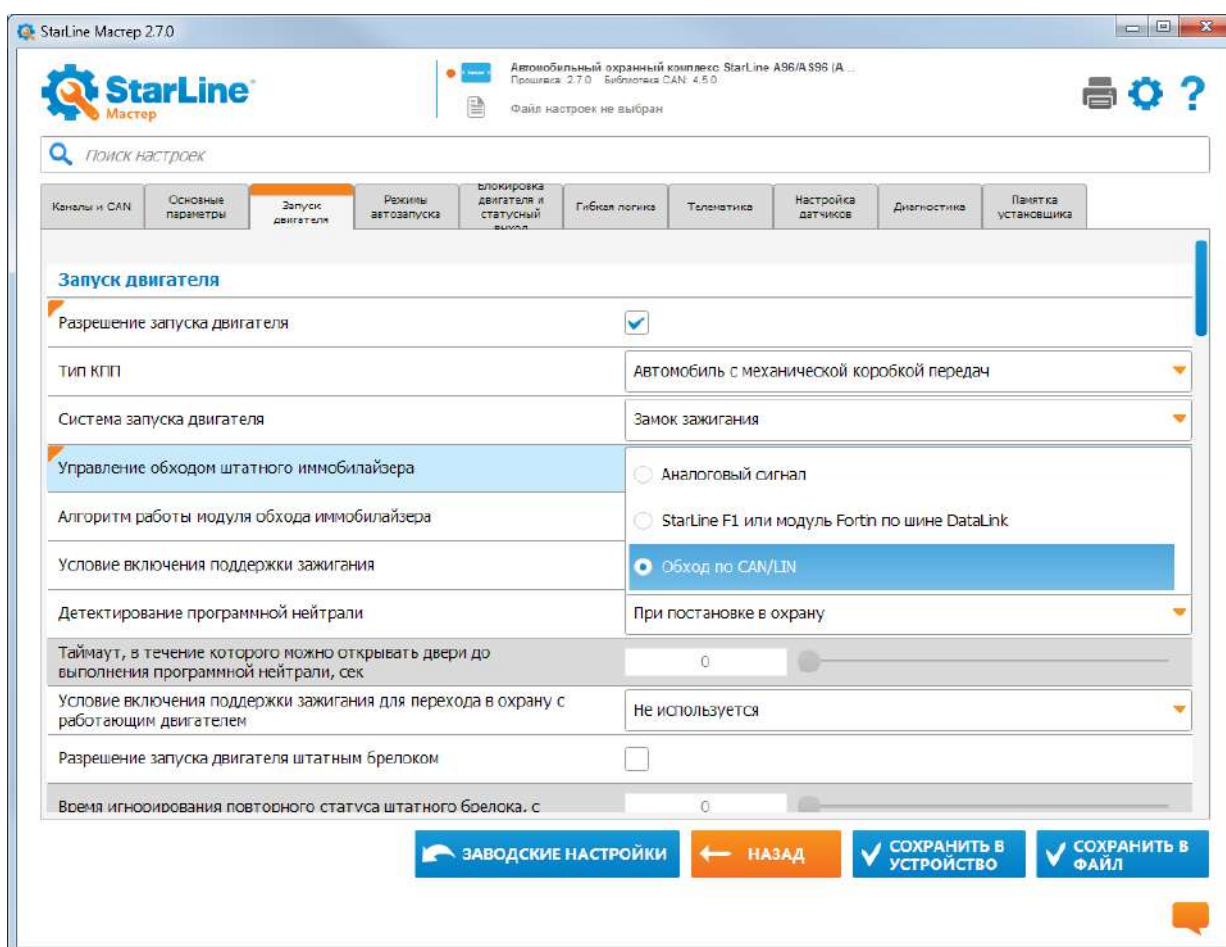 StarLine Мастер 2.7.0
StarLine
Мастер
Автомобильный охранный комплекс StarLine A96/AS96 (A...
Прошивка 2.7.0 Библиотека CAN: 4.5.0
Файл настроек не выбран
?
Поиск настроек
Каналы и CAN
Основные
параметры
Запуск
двигателя
Режимы
автозапуска
Блокировка
двигателя и
статусный
выход
Гибкая логика
Телематика
Настройка
датчиков
Диагностика
Памятка
установщика
Запуск двигателя
Разрешение запуска двигателя
Тип КПП
Автомобиль с механической коробкой передач
Система запуска двигателя
Замок зажигания
Управление обходом штатного иммобилайзера
Аналоговый сигнал
Алгоритм работы модуля обхода иммобилайзера
StarLine F1 или модуль Fortin по шине DataLink
Условие включения поддержки зажигания
Обход по CAN/LIN
Детектирование программной нейтрали
При постановке в охрану
Таймаут, в течение которого можно открывать двери до
выполнения программной нейтрали, сек
0
Условие включения поддержки зажигания для перехода в охрану с
работающим двигателем
Не используется
Разрешение запуска двигателя штатным брелоком
Время игнорирования повторного статуса штатного брелока, с
0
ЗАВОДСКИЕ НАСТРОЙКИ
НАЗАД
СОХРАНИТЬ В
УСТРОЙСТВО
СОХРАНИТЬ В
ФАЙЛ